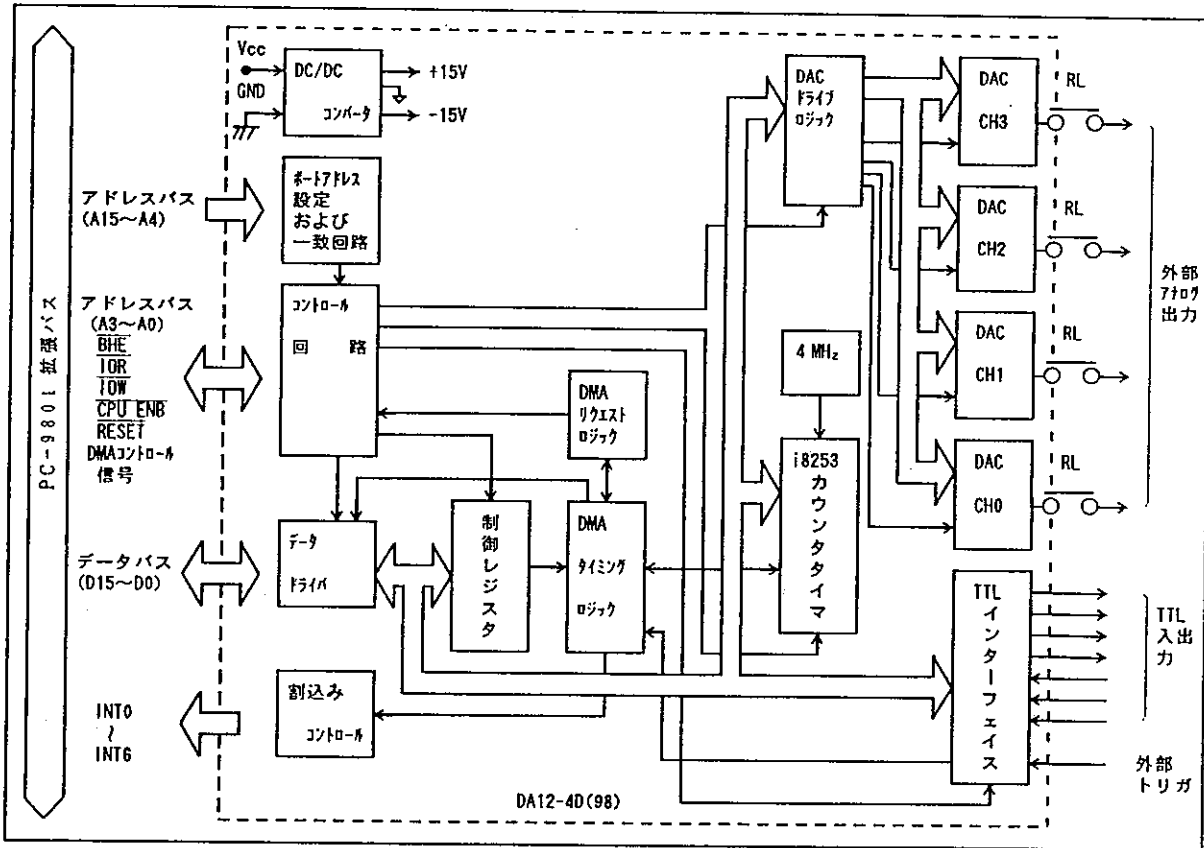 Vcc
GND
DC/DC
コンバータ
+15V
-15V
ポートアドレス
設定
および
一致回路
アドレスバス
(A15～A4)
PC-9801 拡張バス
アドレスバス
(A3～A0)
BHE
IOR
IOW
CPU ENB
RESET
DMAコントロール
信号
コントロール
回 路
DMA
リクエスト
ロジック
データバス
(D15～D0)
データ
ドライバ
制御レジスタ
DMA
タイミング
ロジック
4 MHz
i8253
カウンタタイマ
INT0
～
INT6
割込み
コントロール
DAC
ドライブ
ロジック
DAC
CH3
RL
DAC
CH2
RL
DAC
CH1
RL
DAC
CH0
RL
外部
アナログ
出力
TTL
インターフェイス
TTL
入出力
外部
トリガ
DA12-4D(98)